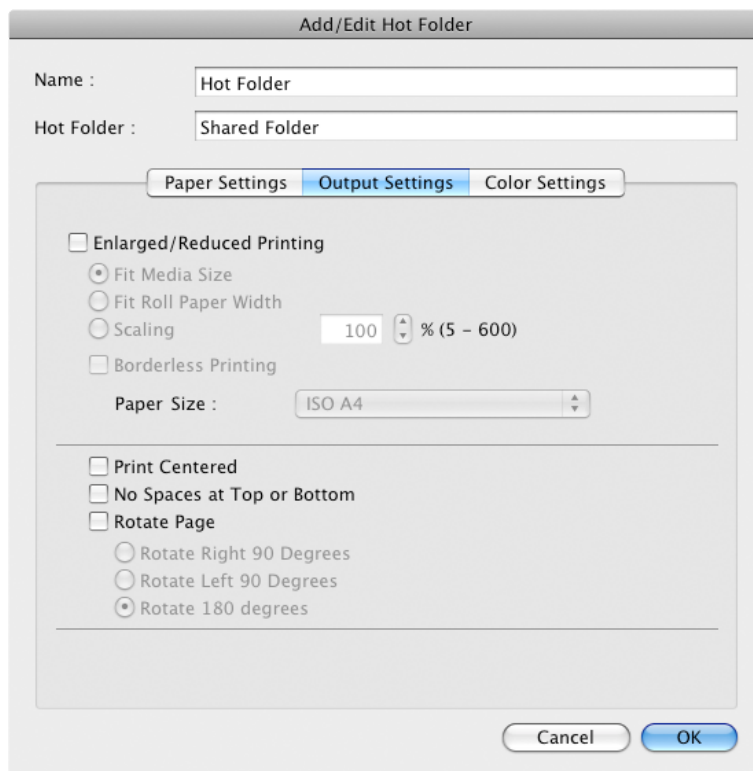 Add/Edit Hot Folder
Name : Hot Folder
Hot Folder : Shared Folder
Paper Settings Output Settings Color Settings
Enlarged/Reduced Printing
Fit Media Size
Fit Roll Paper Width
Scaling 100 % (5 – 600)
Borderless Printing
Paper Size : ISO A4
Print Centered
No Spaces at Top or Bottom
Rotate Page
Rotate Right 90 Degrees
Rotate Left 90 Degrees
Rotate 180 degrees
Cancel OK